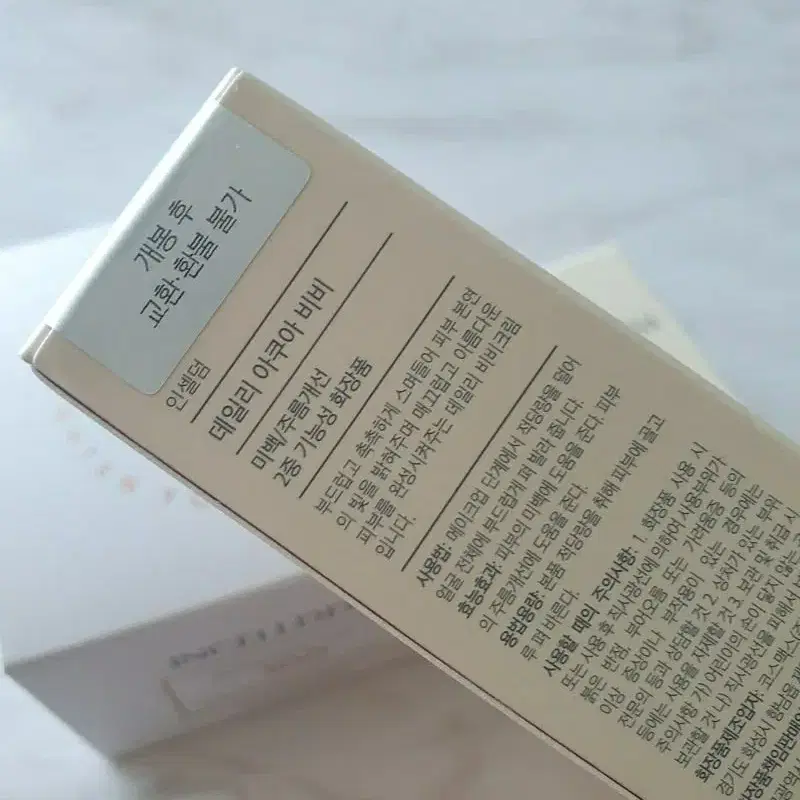 개봉 후
교환·환불 불가
인셀덤
데일리 아쿠아 비비
미백/주름개선
2중 기능성 화장품
부드럽고 촉촉하게 스며들어 피부 본연
의 빛을 밝혀주며 매끄럽고 아름다운
피부를 완성시켜주는 데일리 비비크림
입니다.
사용법: 메이크업 단계에서 적당량을 덜어
얼굴 전체에 부드럽게 펴 발라 줍니다.
효능효과: 피부의 미백에 도움을 준다. 피부
의 주름개선에 도움을 준다.
용법용량: 본품 적당량을 취해 피부에 골고
루 펴 바른다.
사용할 때의 주의사항: 1. 화장품 사용 시
또는 사용 후 직사광선에 의하여 사용부위가
붉은 반점, 부어오름 또는 가려움증 등의
이상 증상이나 부작용이 있는 경우에는
전문의 등과 상담할 것 2. 상처가 있는 부위
등에는 사용을 자제할 것 3. 보관 및 취급 시
주의사항 가) 어린이의 손이 닿지 않는
보관할 것 나) 직사광선을 피해서
화장품제조업자: 코스맥스
경기도 화성시 향남읍